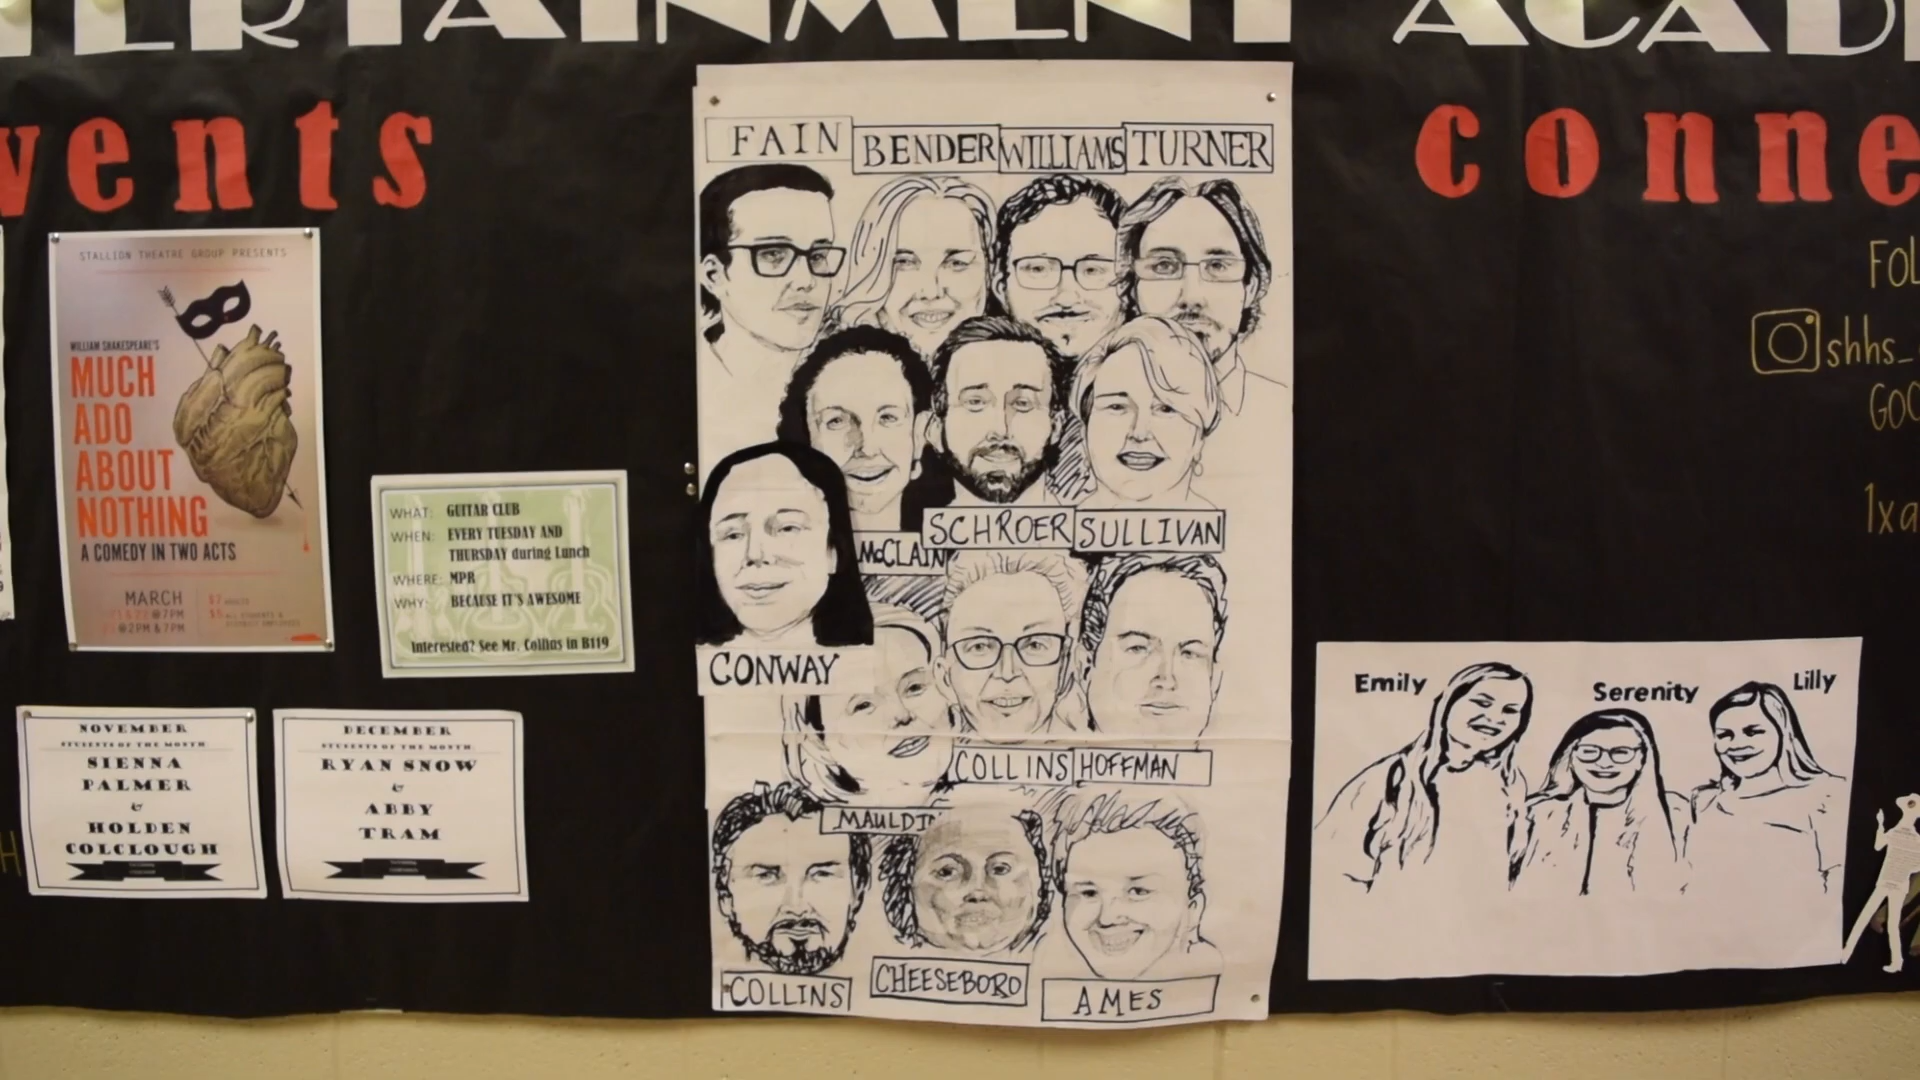 ENTERTAINMENT ACAD
vents
conne
STALLION THEATRE GROUP PRESENTS
WILLIAM SHAKESPEARE'S
MUCH
ADO
ABOUT
NOTHING
A COMEDY IN TWO ACTS
MARCH
@7PM
@2PM & 7PM
$7
$5
WHAT: GUITAR CLUB
WHEN: EVERY TUESDAY AND
THURSDAY during Lunch
WHERE: MPR
WHY: BECAUSE IT'S AWESOME
Interested? See Mr. Collins in B119
NOVEMBER
STUDENTS OF THE MONTH
SIENNA
PALMER
&
HOLDEN
COLCLOUGH
DECEMBER
STUDENTS OF THE MONTH
RYAN SNOW
&
ABBY
TRAM
FAIN BENDER WILLIAMS TURNER
McCLAIN SCHROER SULLIVAN
CONWAY
MAULDIN COLLINS HOFFMAN
COLLINS CHEESEBORO AMES
FOL
shhs_
GOO
1xa
Emily Serenity Lilly